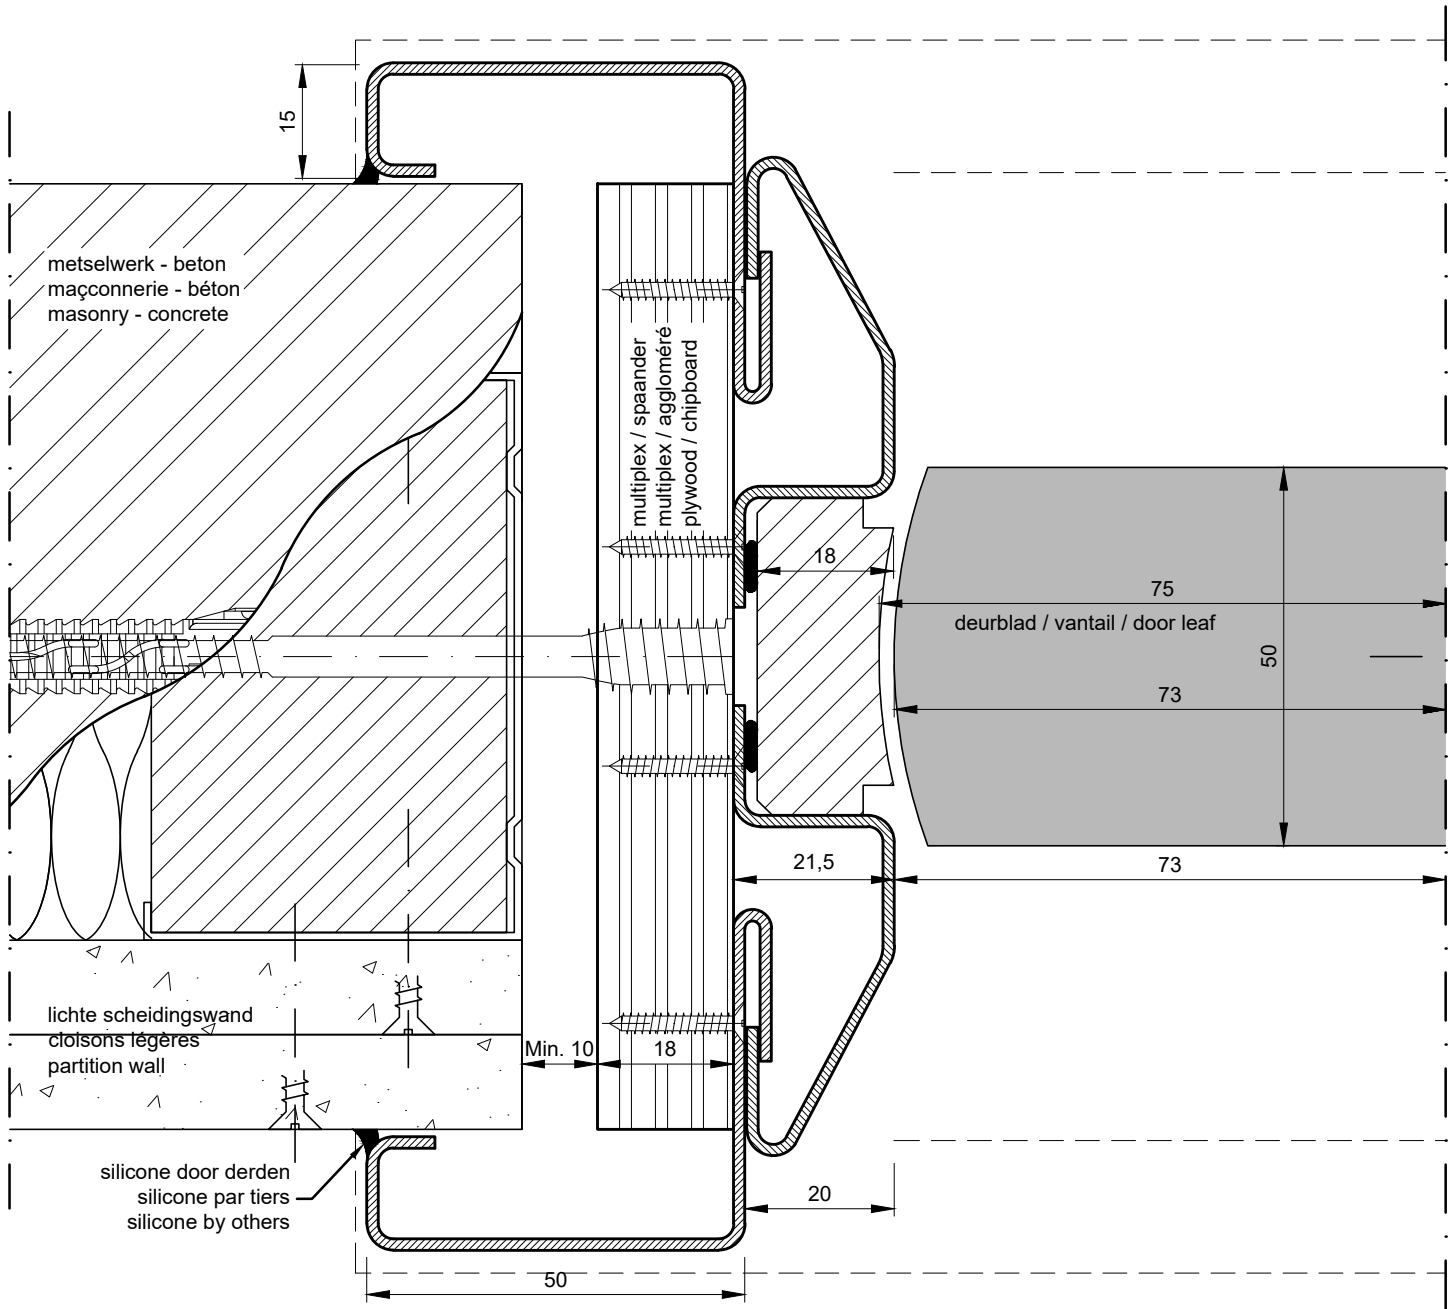 15
metselwerk - beton
maçconnerie - béton
masonry - concrete
multiplex / spaander
multiplex / aggloméré
plywood / chipboard
18
75
deurblad / vantail / door leaf
50
73
21,5
73
lichte scheidingswand
cloisons légères
partition wall
Min. 10
18
silicone door derden
silicone par tiers
silicone by others
20
50